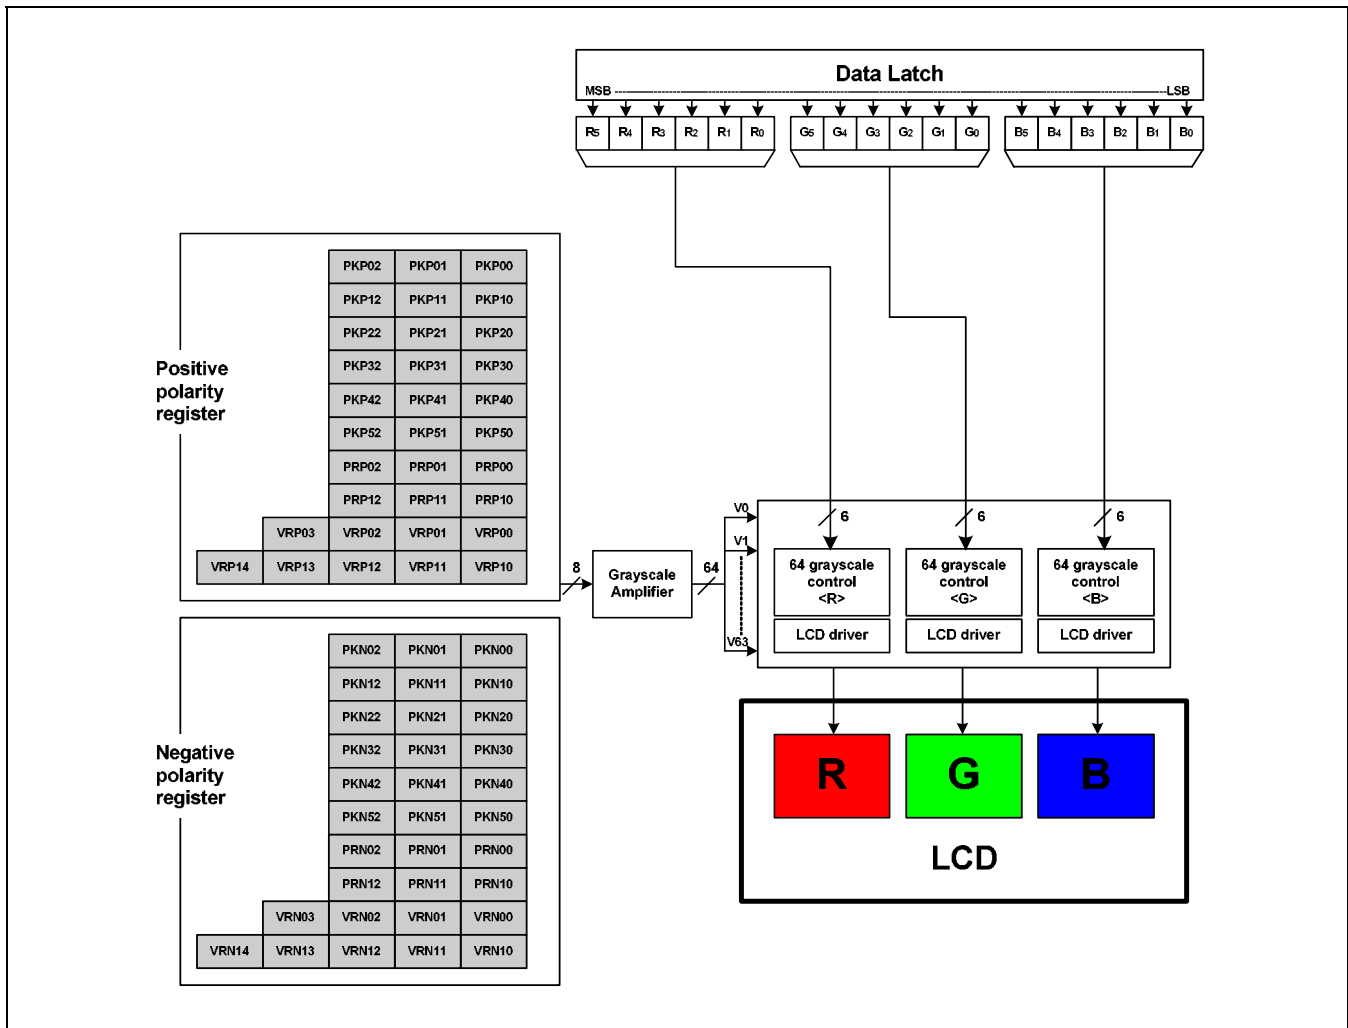 Data Latch
MSB LSB
R5 R4 R3 R2 R1 R0 G5 G4 G3 G2 G1 G0 B5 B4 B3 B2 B1 B0
Positive
polarity
register
PKP02 PKP01 PKP00
PKP12 PKP11 PKP10
PKP22 PKP21 PKP20
PKP32 PKP31 PKP30
PKP42 PKP41 PKP40
PKP52 PKP51 PKP50
PRP02 PRP01 PRP00
PRP12 PRP11 PRP10
VRP03 VRP02 VRP01 VRP00
VRP14 VRP13 VRP12 VRP11 VRP10
8
Grayscale
Amplifier
64
V0
V1
V63
6 6 6
64 grayscale
control
<R>
LCD driver
64 grayscale
control
<G>
LCD driver
64 grayscale
control
<B>
LCD driver
Negative
polarity
register
PKN02 PKN01 PKN00
PKN12 PKN11 PKN10
PKN22 PKN21 PKN20
PKN32 PKN31 PKN30
PKN42 PKN41 PKN40
PKN52 PKN51 PKN50
PRN02 PRN01 PRN00
PRN12 PRN11 PRN10
VRN03 VRN02 VRN01 VRN00
VRN14 VRN13 VRN12 VRN11 VRN10
R G B
LCD